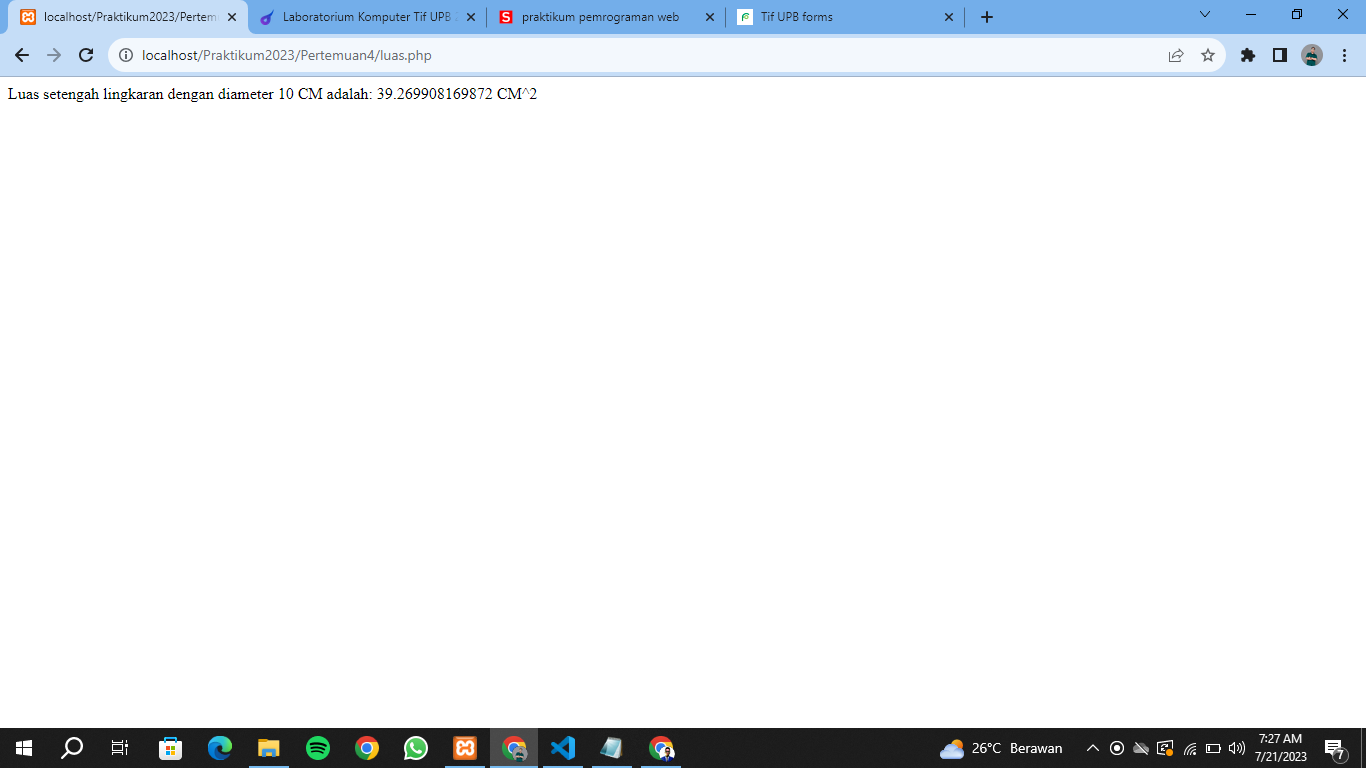 localhost/Praktikum2023/Pertem
Laboratorium Komputer Tif UPB
praktikum pemrograman web
Tif UPB forms
localhost/Praktikum2023/Pertemuan4/luas.php
Luas setengah lingkaran dengan diameter 10 CM adalah: 39.269908169872 CM^2
26°C Berawan
7:27 AM
7/21/2023
7